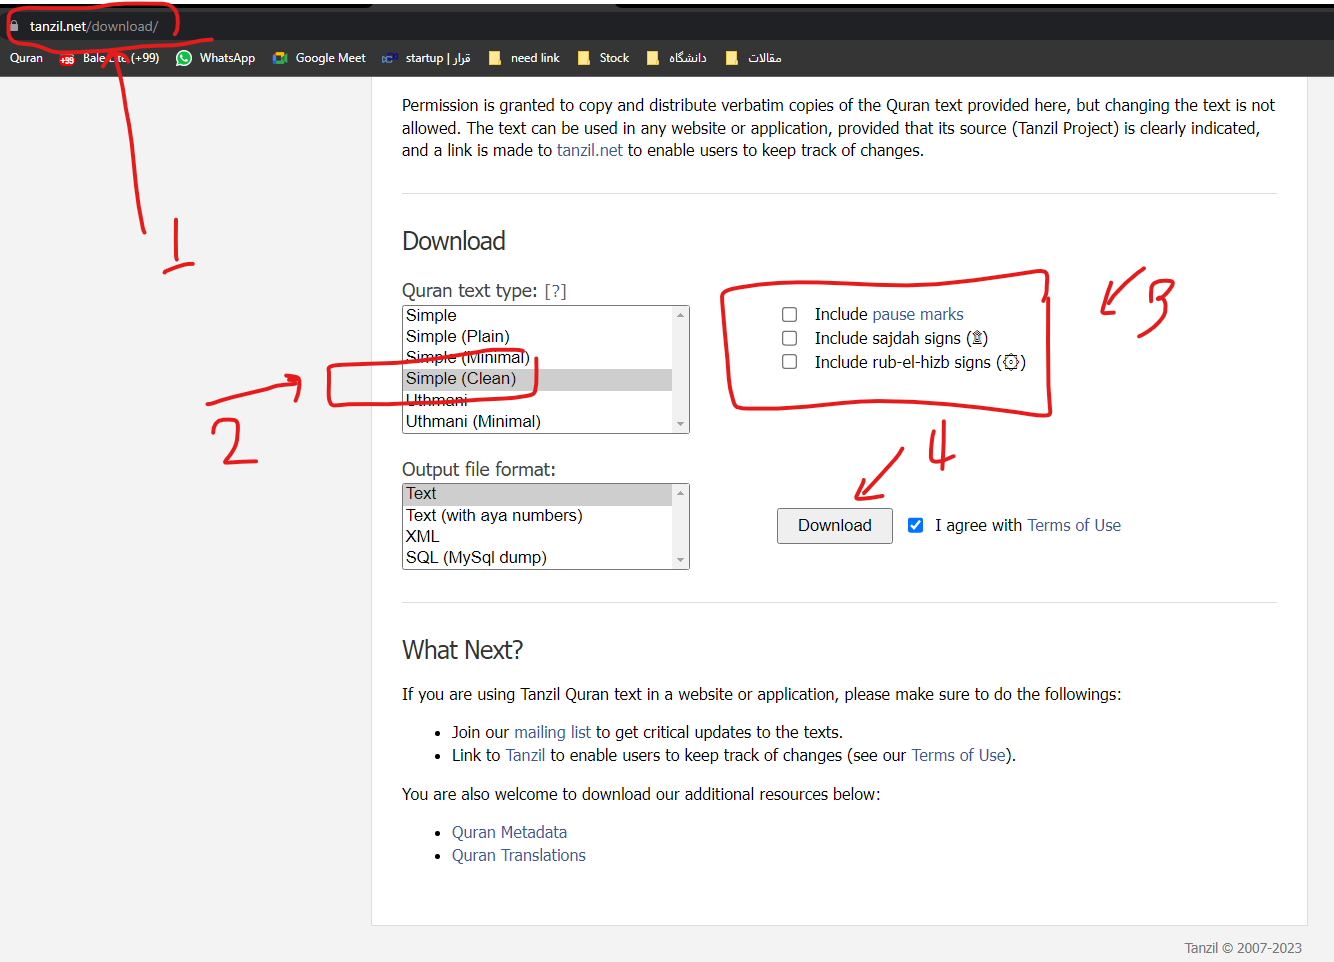 tanzil.net/download/
Quran +99 Bale (+99) WhatsApp Google Meet startup | قرار need link Stock دانشگاه مقالات
Permission is granted to copy and distribute verbatim copies of the Quran text provided here, but changing the text is not
allowed. The text can be used in any website or application, provided that its source (Tanzil Project) is clearly indicated,
and a link is made to tanzil.net to enable users to keep track of changes.
1
Download
Quran text type: [?]
Simple
Simple (Plain)
Simple (Minimal)
Simple (Clean)
Uthmani
Uthmani (Minimal)
2
Include pause marks
Include sajdah signs (۩)
Include rub-el-hizb signs (۞)
3
4
Output file format:
Text
Text (with aya numbers)
XML
SQL (MySql dump)
Download I agree with Terms of Use
What Next?
If you are using Tanzil Quran text in a website or application, please make sure to do the followings:
• Join our mailing list to get critical updates to the texts.
• Link to Tanzil to enable users to keep track of changes (see our Terms of Use).
You are also welcome to download our additional resources below:
• Quran Metadata
• Quran Translations
Tanzil © 2007-2023